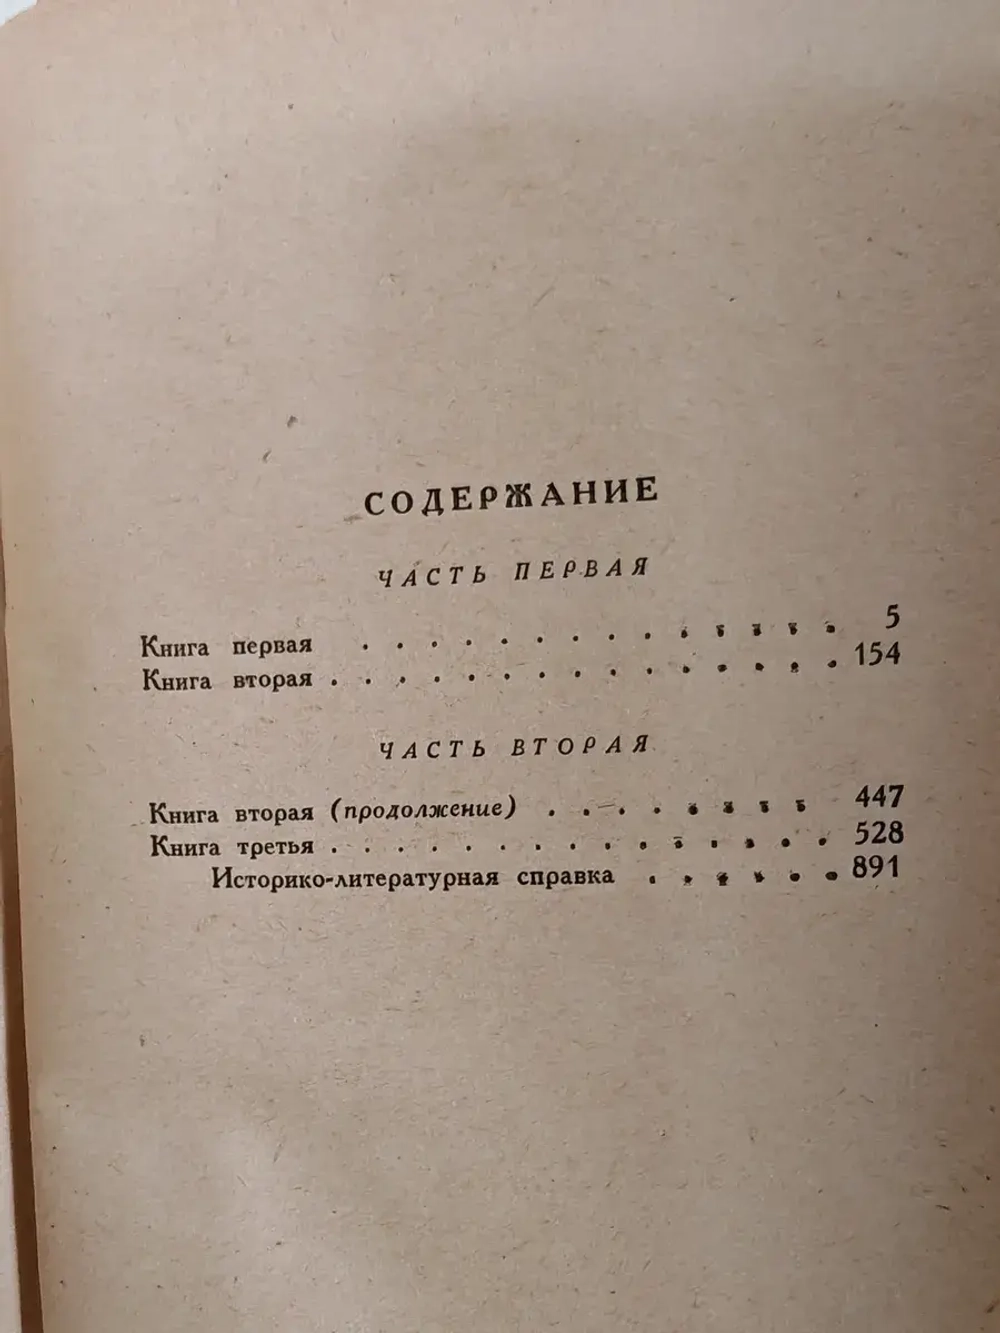 СОДЕРЖАНИЕ
ЧАСТЬ ПЕРВАЯ
Книга первая . . . . . . . . . . . . . . 5
Книга вторая . . . . . . . . . . . . . . . 154
ЧАСТЬ ВТОРАЯ
Книга вторая (продолжение) . . . . . . . . 447
Книга третья . . . . . . . . . . . . . . . 528
Историко-литературная справка . . . . . . 891